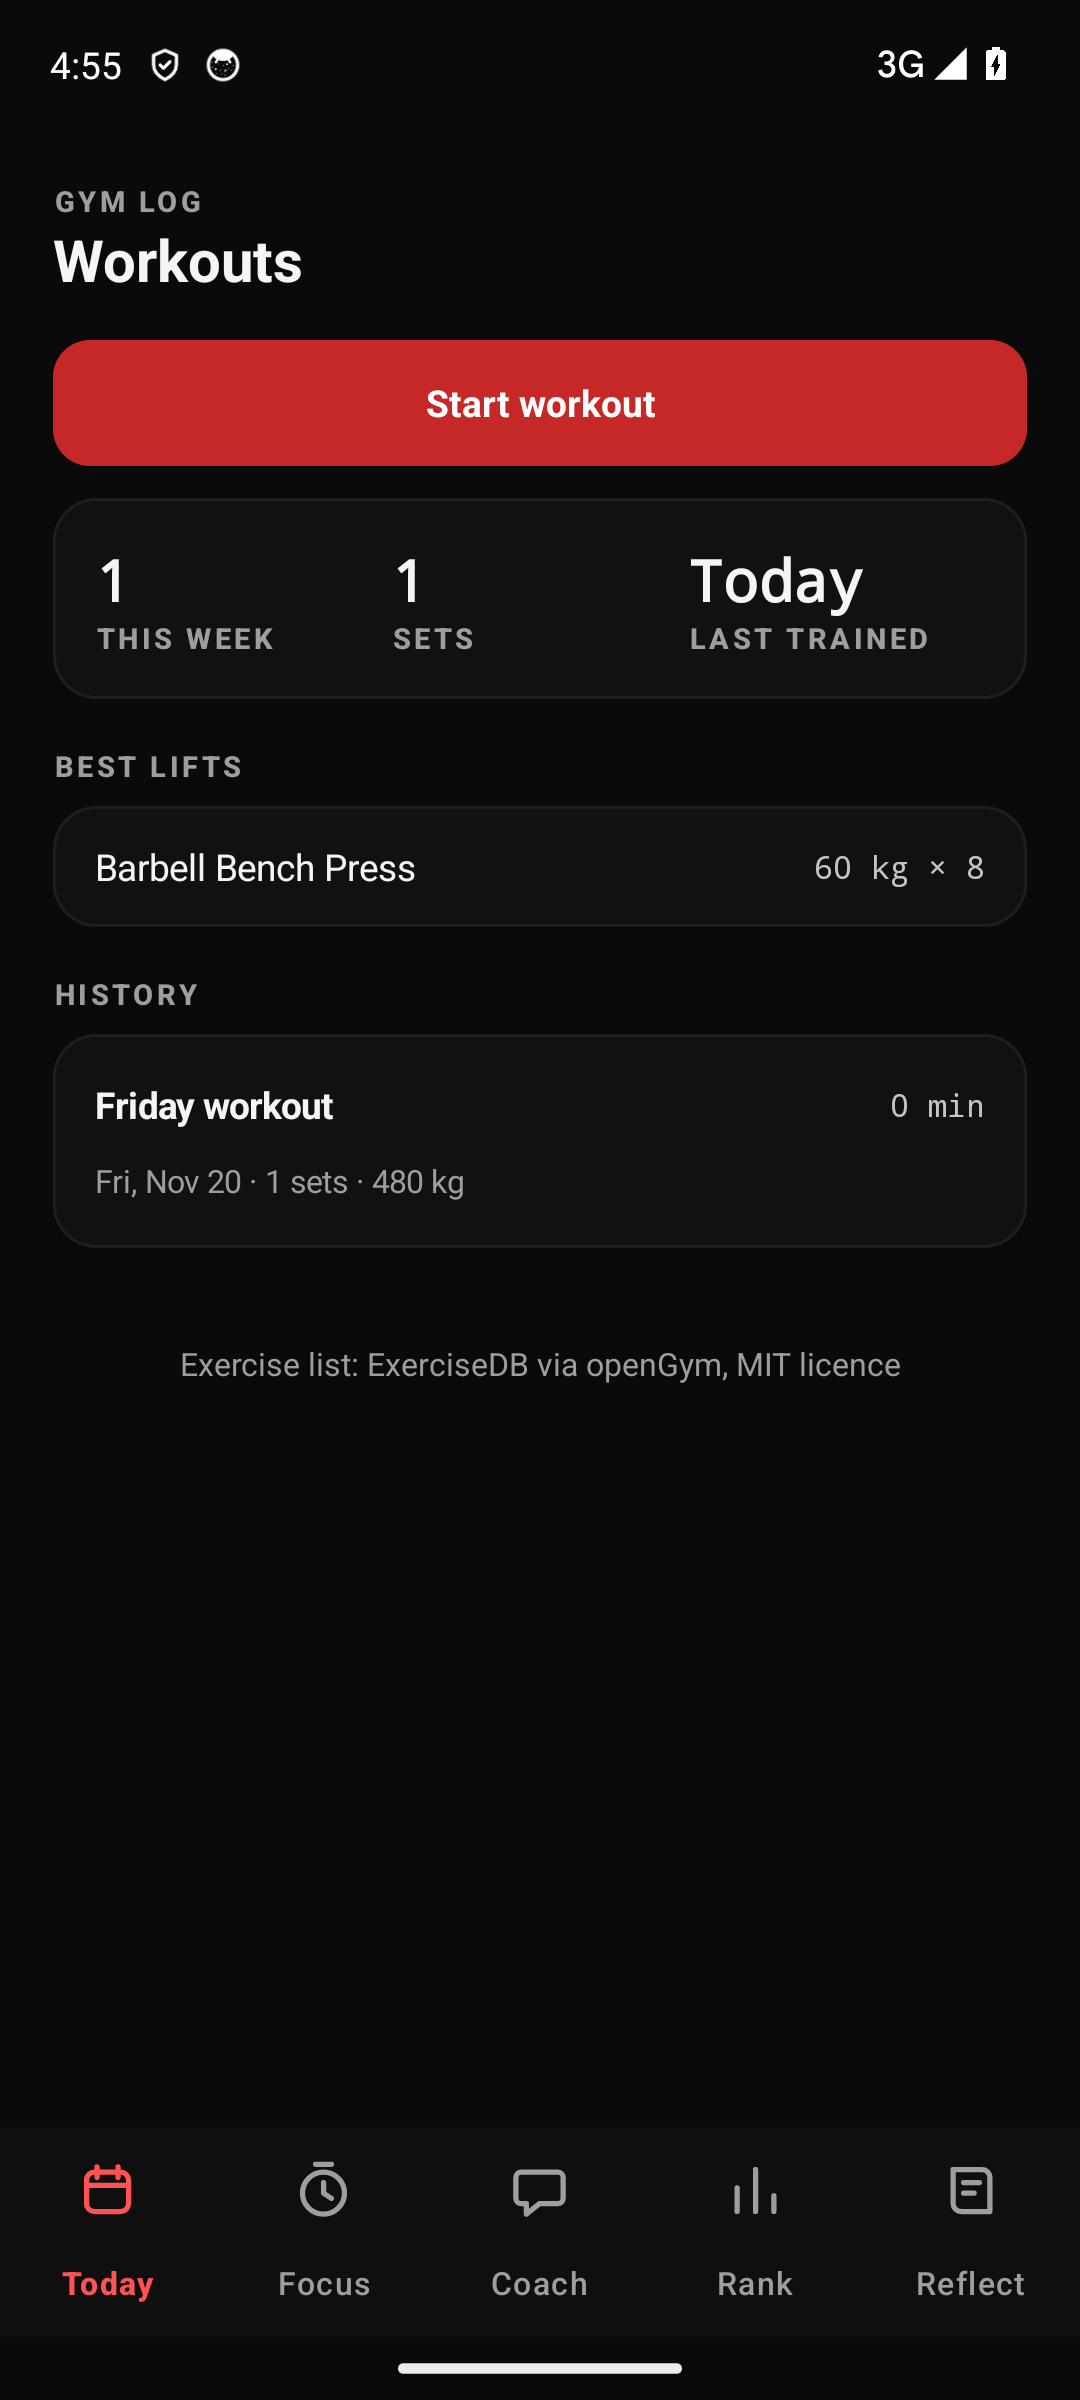 4:55
3G
GYM LOG
Workouts
Start workout
1 1 Today
THIS WEEK SETS LAST TRAINED
BEST LIFTS
Barbell Bench Press 60 kg × 8
HISTORY
Friday workout 0 min
Fri, Nov 20 · 1 sets · 480 kg
Exercise list: ExerciseDB via openGym, MIT licence
Today Focus Coach Rank Reflect